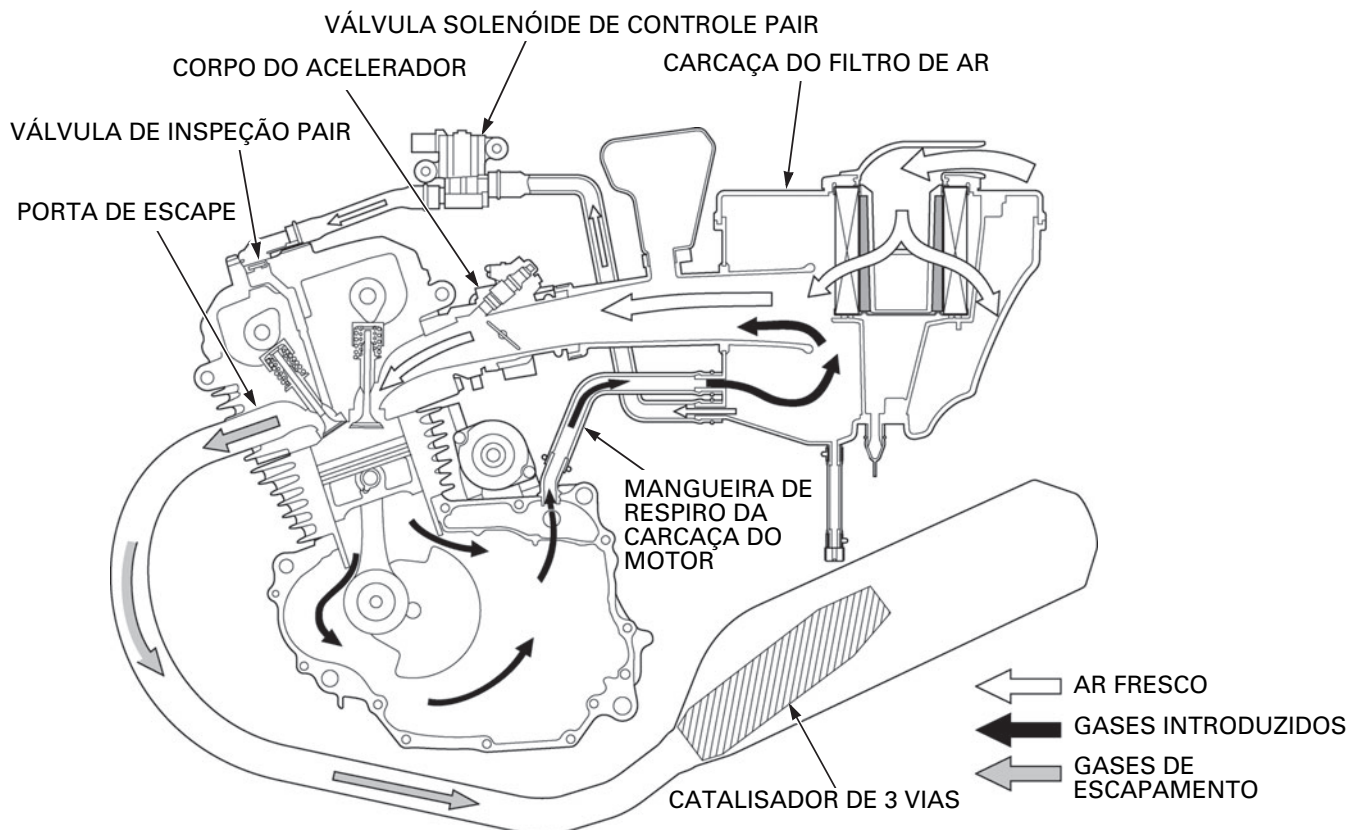 VÁLVULA SOLENÓIDE DE CONTROLE PAIR
CORPO DO ACELERADOR
CARCAÇA DO FILTRO DE AR
VÁLVULA DE INSPEÇÃO PAIR
PORTA DE ESCAPE
MANGUEIRA DE
RESPIRO DA
CARCAÇA DO
MOTOR
AR FRESCO
GASES INTRODUZIDOS
GASES DE
ESCAPAMENTO
CATALISADOR DE 3 VIAS